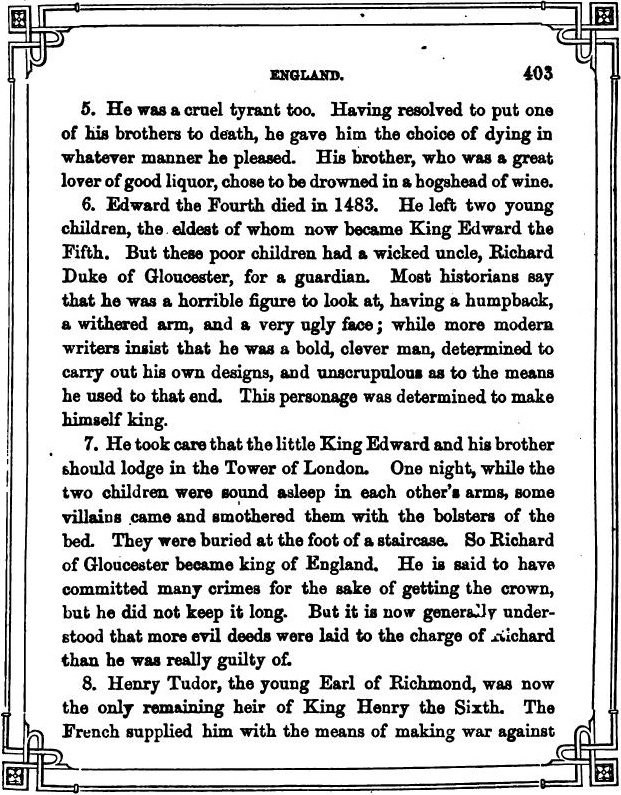 ENGLAND. 403
5. He was a cruel tyrant too. Having resolved to put one
of his brothers to death, he gave him the choice of dying in
whatever manner he pleased. His brother, who was a great
lover of good liquor, chose to be drowned in a hogshead of wine.
6. Edward the Fourth died in 1483. He left two young
children, the eldest of whom now became King Edward the
Fifth. But these poor children had a wicked uncle, Richard
Duke of Gloucester, for a guardian. Most historians say
that he was a horrible figure to look at, having a humpback,
a withered arm, and a very ugly face; while more modern
writers insist that he was a bold, clever man, determined to
carry out his own designs, and unscrupulous as to the means
he used to that end. This personage was determined to make
himself king.
7. He took care that the little King Edward and his brother
should lodge in the Tower of London. One night, while the
two children were sound asleep in each other's arms, some
villains came and smothered them with the bolsters of the
bed. They were buried at the foot of a staircase. So Richard
of Gloucester became king of England. He is said to have
committed many crimes for the sake of getting the crown,
but he did not keep it long. But it is now generally under-
stood that more evil deeds were laid to the charge of Richard
than he was really guilty of.
8. Henry Tudor, the young Earl of Richmond, was now
the only remaining heir of King Henry the Sixth. The
French supplied him with the means of making war against